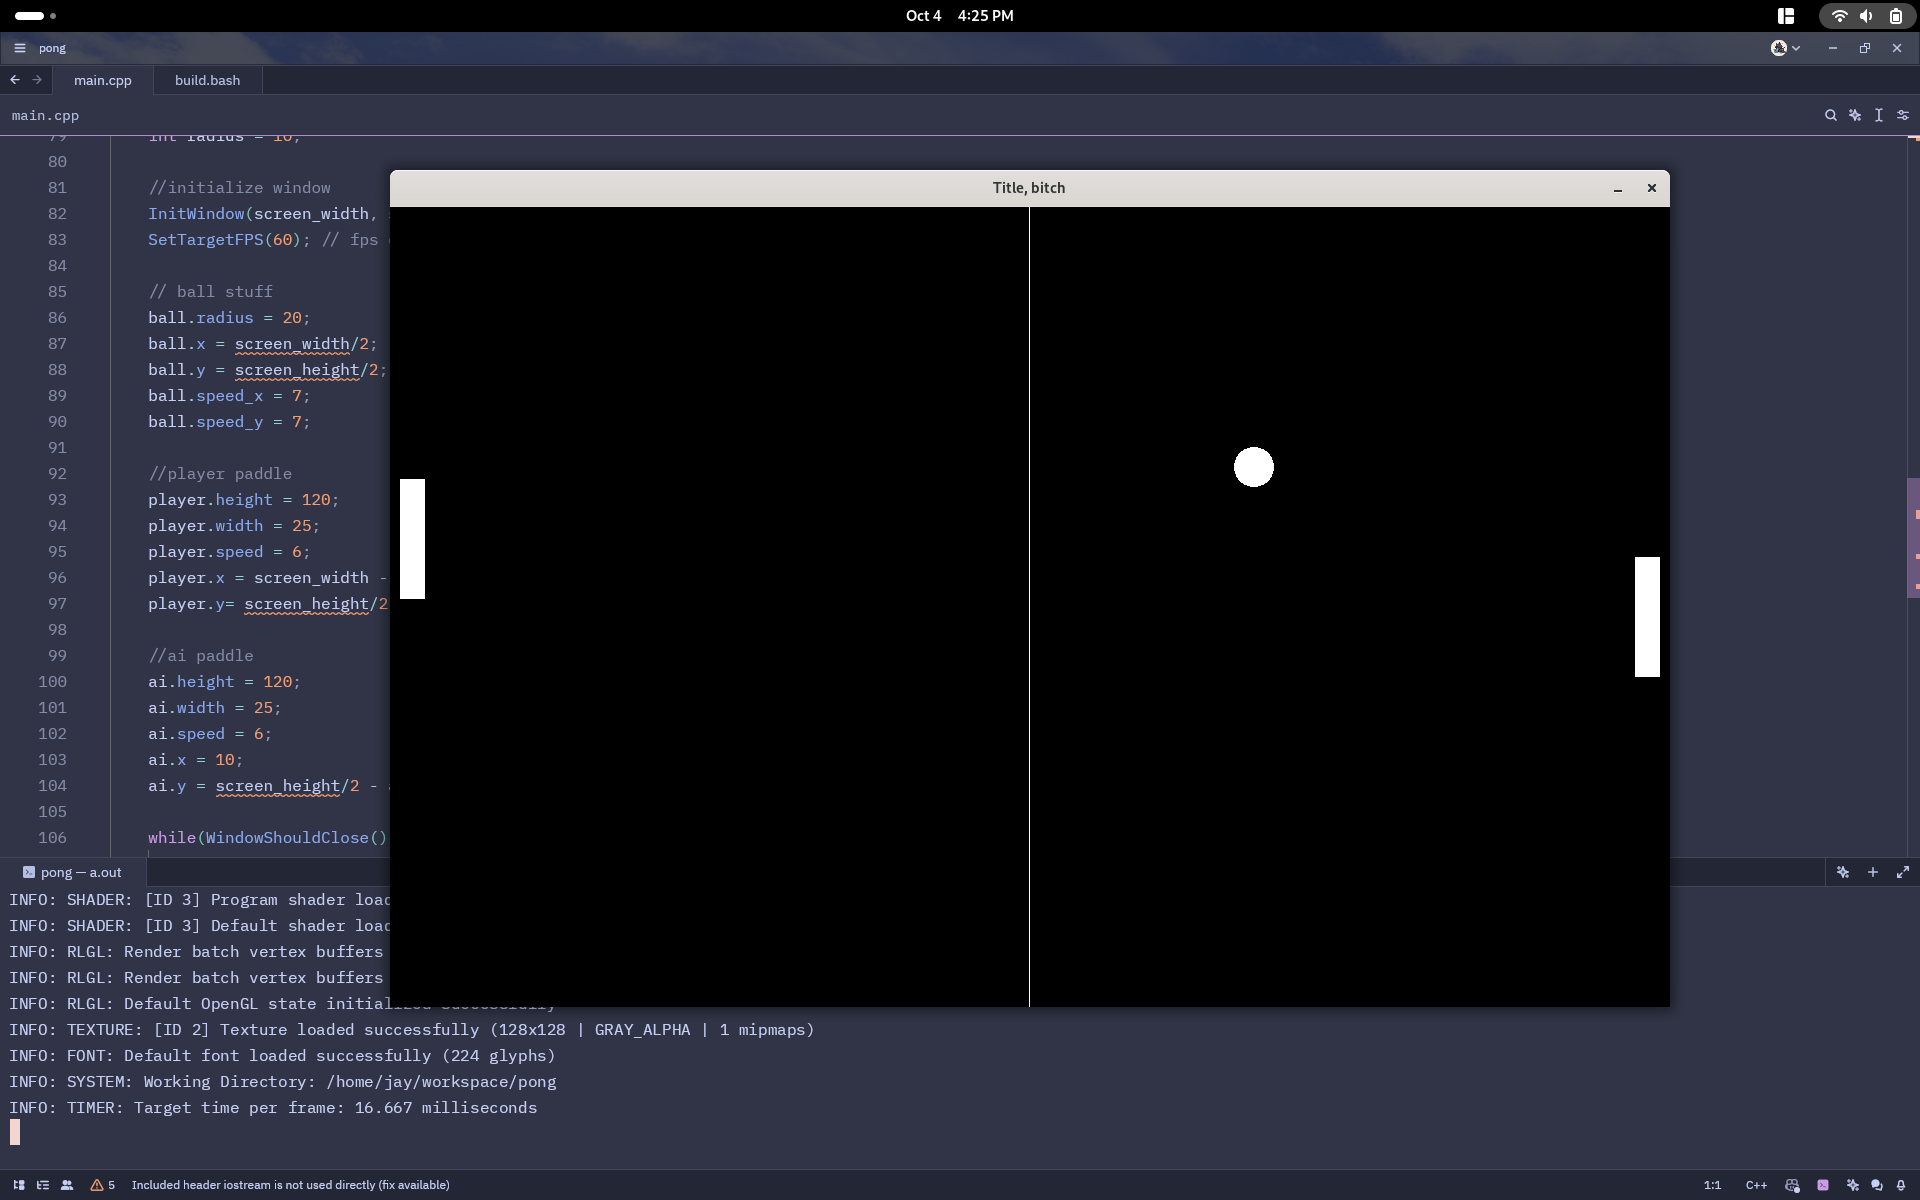 Oct 4 4:25 PM
pong
main.cpp build.bash
main.cpp
79 int radius = 10;
80
81 //initialize window
82 InitWindow(screen_width,
83 SetTargetFPS(60); // fps
84
85 // ball stuff
86 ball.radius = 20;
87 ball.x = screen_width/2;
88 ball.y = screen_height/2;
89 ball.speed_x = 7;
90 ball.speed_y = 7;
91
92 //player paddle
93 player.height = 120;
94 player.width = 25;
95 player.speed = 6;
96 player.x = screen_width -
97 player.y= screen_height/2
98
99 //ai paddle
100 ai.height = 120;
101 ai.width = 25;
102 ai.speed = 6;
103 ai.x = 10;
104 ai.y = screen_height/2 -
105
106 while(WindowShouldClose()
Title, bitch
pong — a.out
INFO: SHADER: [ID 3] Program shader load
INFO: SHADER: [ID 3] Default shader load
INFO: RLGL: Render batch vertex buffers
INFO: RLGL: Render batch vertex buffers
INFO: RLGL: Default OpenGL state initialized successfully
INFO: TEXTURE: [ID 2] Texture loaded successfully (128x128 | GRAY_ALPHA | 1 mipmaps)
INFO: FONT: Default font loaded successfully (224 glyphs)
INFO: SYSTEM: Working Directory: /home/jay/workspace/pong
INFO: TIMER: Target time per frame: 16.667 milliseconds
5 Included header iostream is not used directly (fix available)
1:1 C++